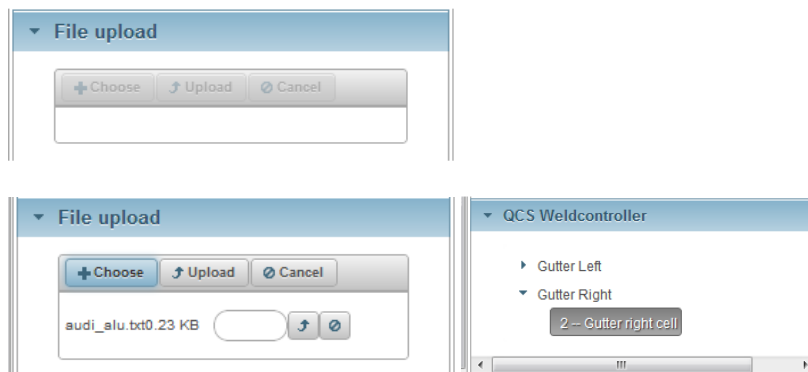 File upload
Choose Upload Cancel
File upload
Choose Upload Cancel
audi_alu.txt0.23 KB
QCS Weldcontroller
Gutter Left
Gutter Right
2 -- Gutter right cell